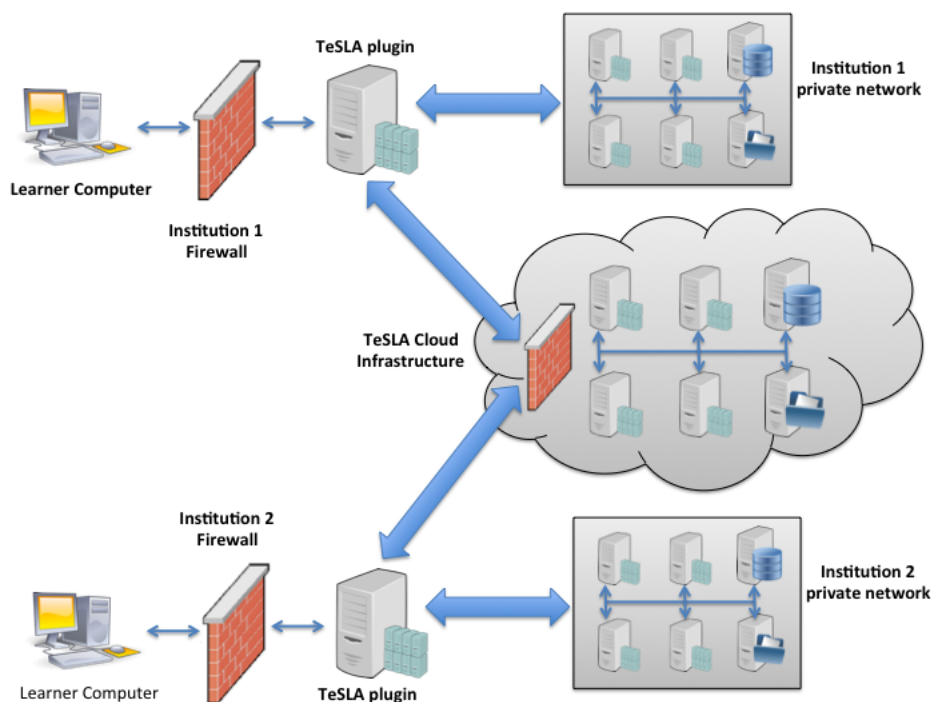 TeSLA plugin
Institution 1
private network
Learner Computer
Institution 1
Firewall
TeSLA Cloud
Infrastructure
Institution 2
Firewall
Institution 2
private network
Learner Computer
TeSLA plugin